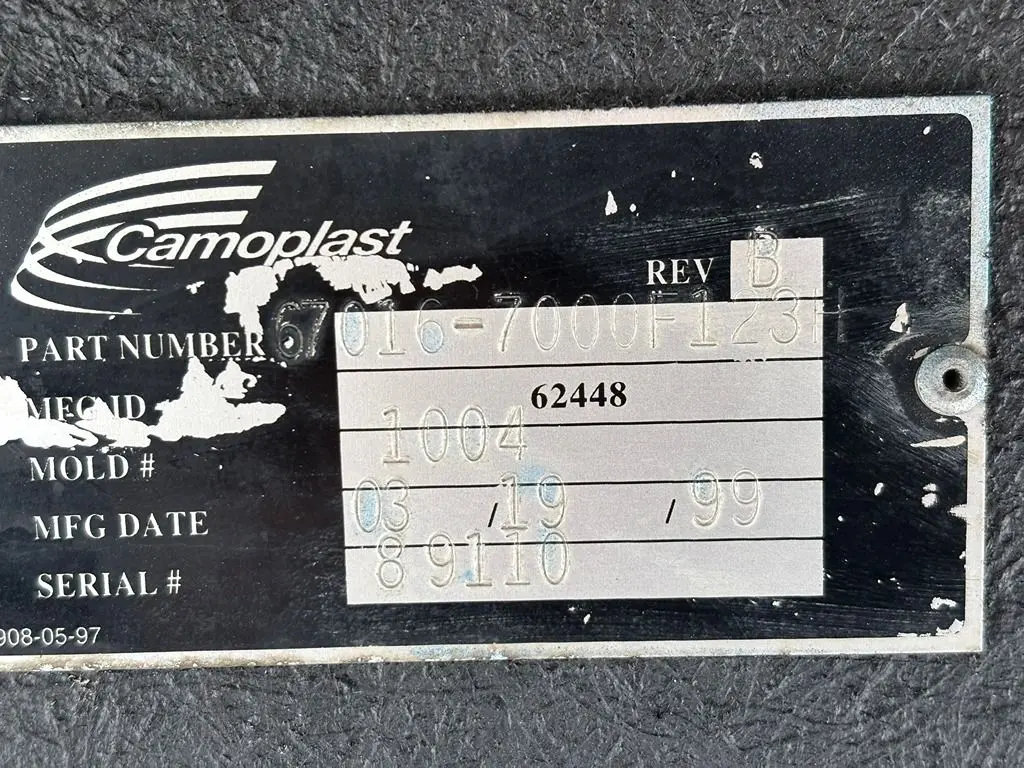 Camoplast
REV B
PART NUMBER 67016-7000F123H
MFG ID 62448
MOLD # 1004
MFG DATE 03 / 19 / 99
SERIAL # 89110
908-05-97